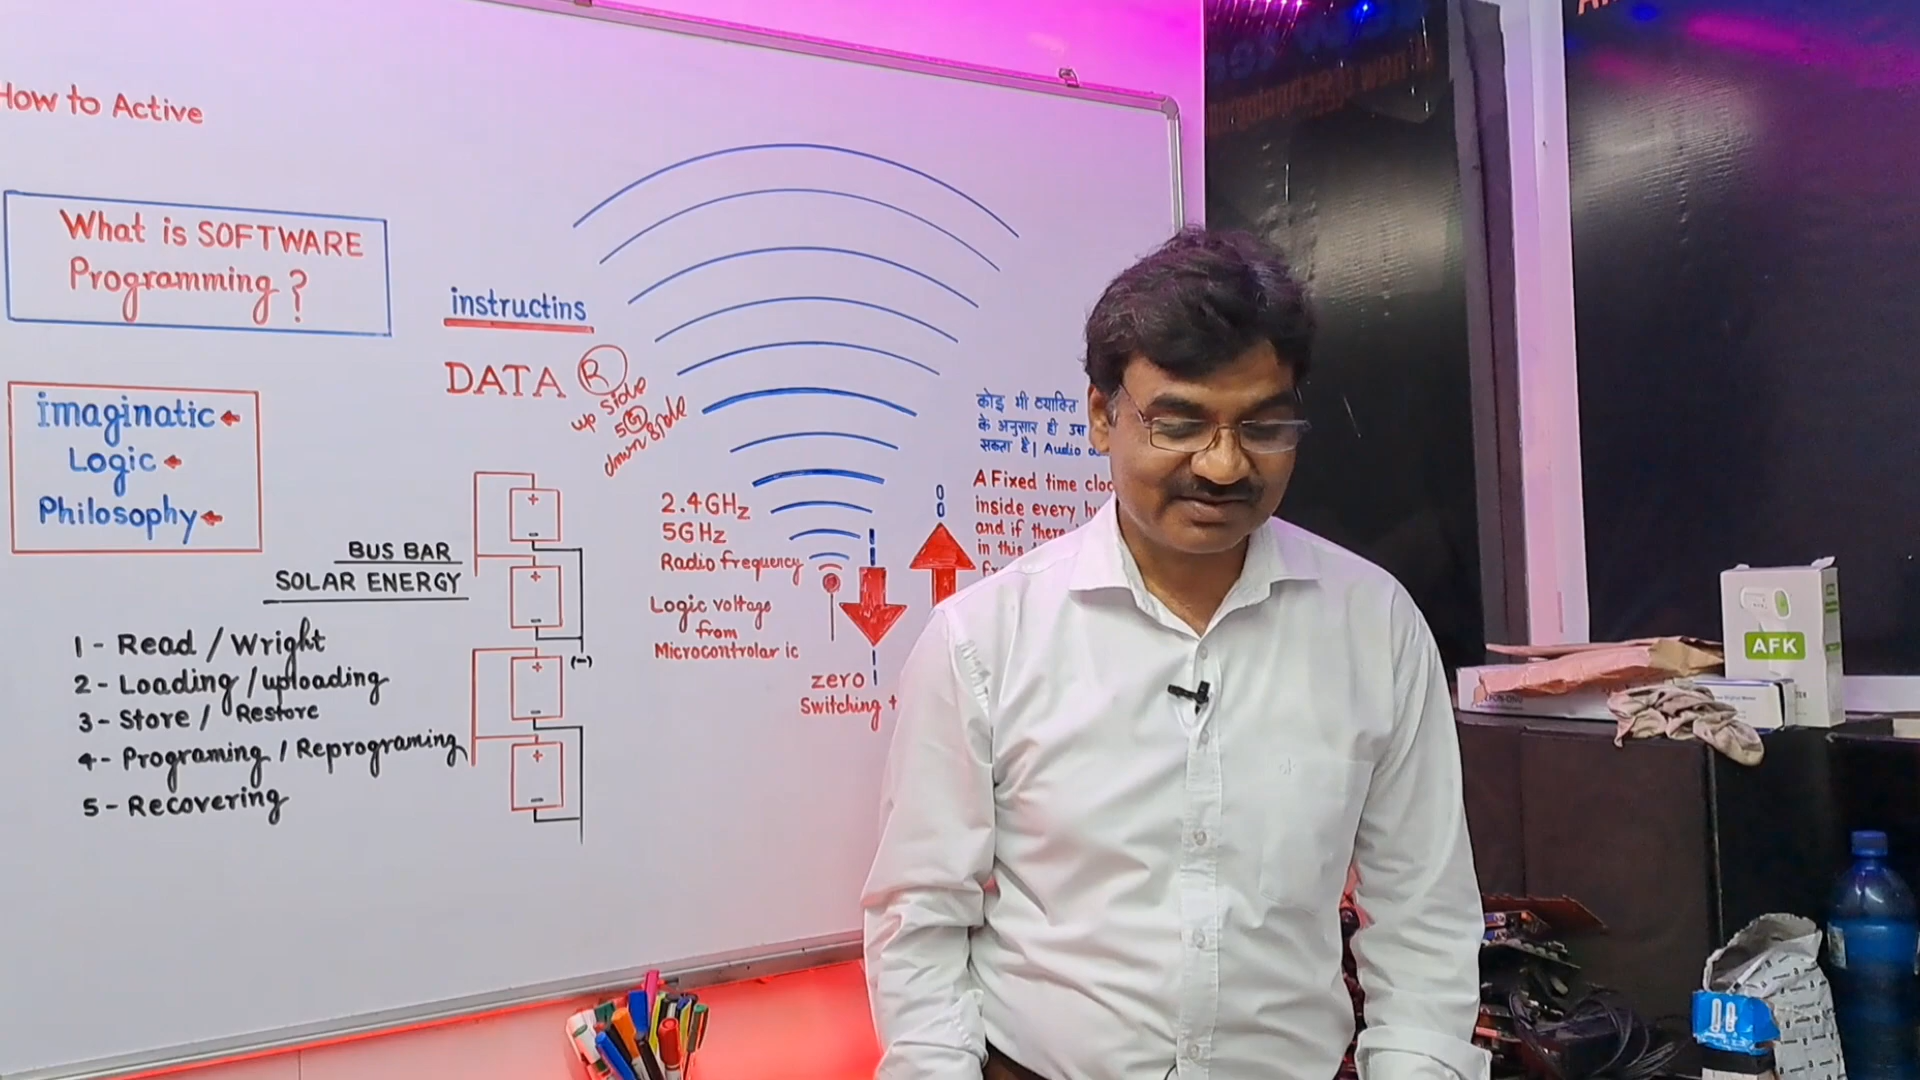 How to Active
What is SOFTWARE
Programming ?
imaginatic
Logic
Philosophy
BUS BAR
SOLAR ENERGY
1 - Read / Wright
2 - Loading / uploading
3 - Store / Restore
4 - Programing / Reprograming
5 - Recovering
instructins
DATA R
up side
5G
down side
+
-
+
-
(-)
+
-
+
-
2.4GHz
5GHz
Radio frequency
Logic voltage
from
Microcontrolar ic
zero
Switching +
0
0
कोइ भी व्याक्ति
के अनुसार ही उस
सकता है| Audio
A Fixed time
inside every
and if there
in this
AFK